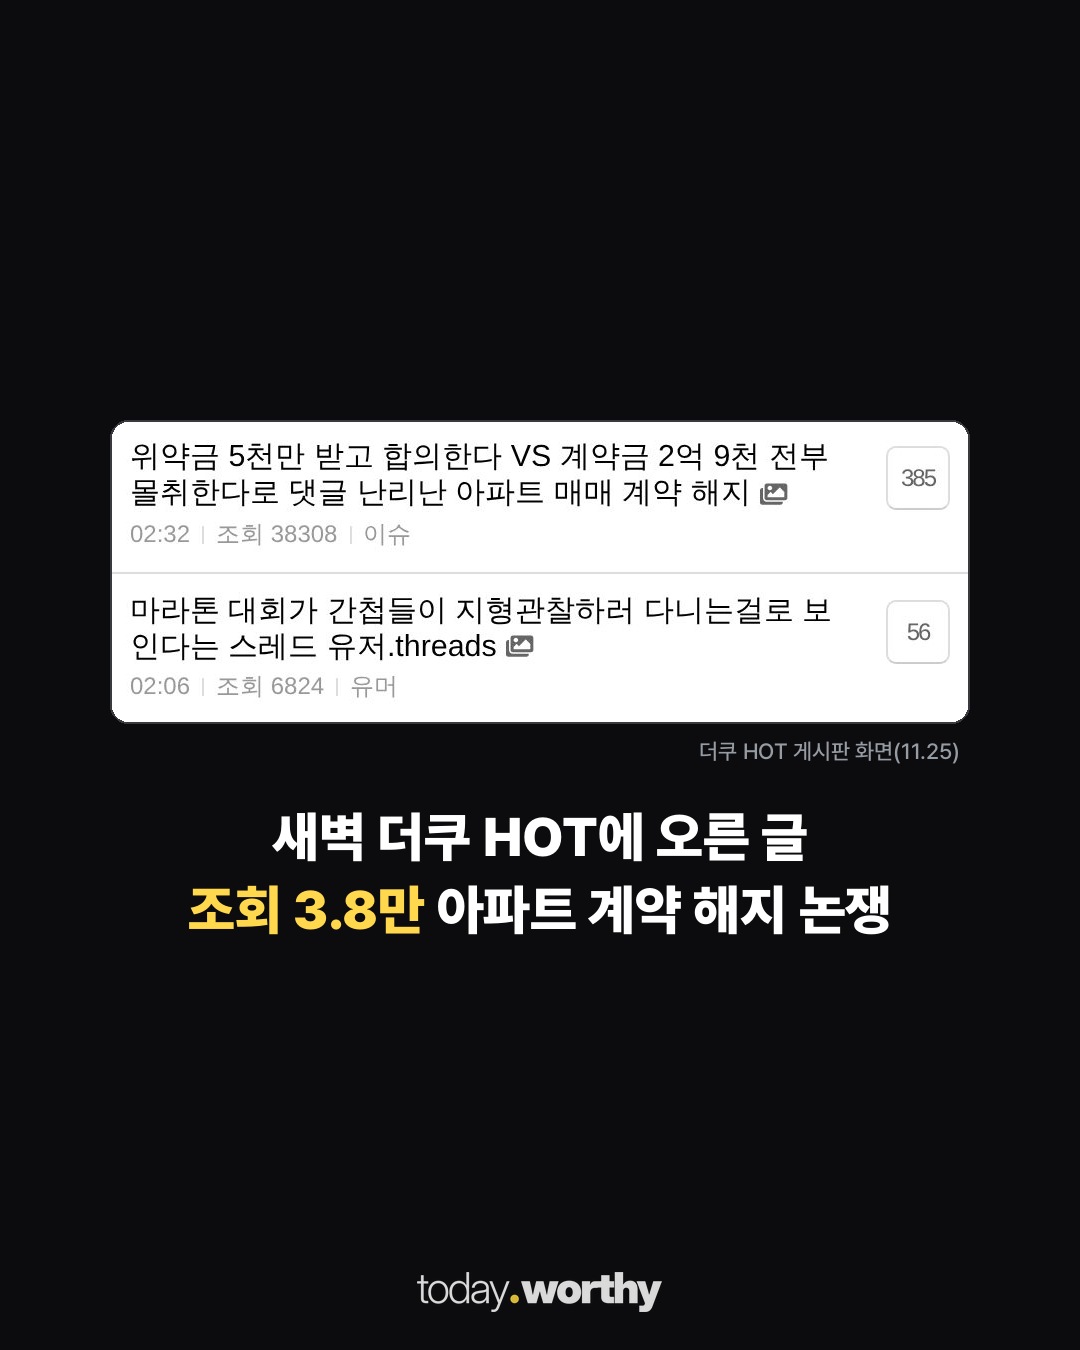 위약금 5천만 받고 합의한다 VS 계약금 2억 9천 전부
몰취한다로 댓글 난리난 아파트 매매 계약 해지
385
02:32 | 조회 38308 | 이슈
마라톤 대회가 간첩들이 지형관찰하러 다니는걸로 보
인다는 스레드 유저.threads
56
02:06 | 조회 6824 | 유머
더쿠 HOT 게시판 화면(11.25)
새벽 더쿠 HOT에 오른 글
조회 3.8만 아파트 계약 해지 논쟁
today.worthy